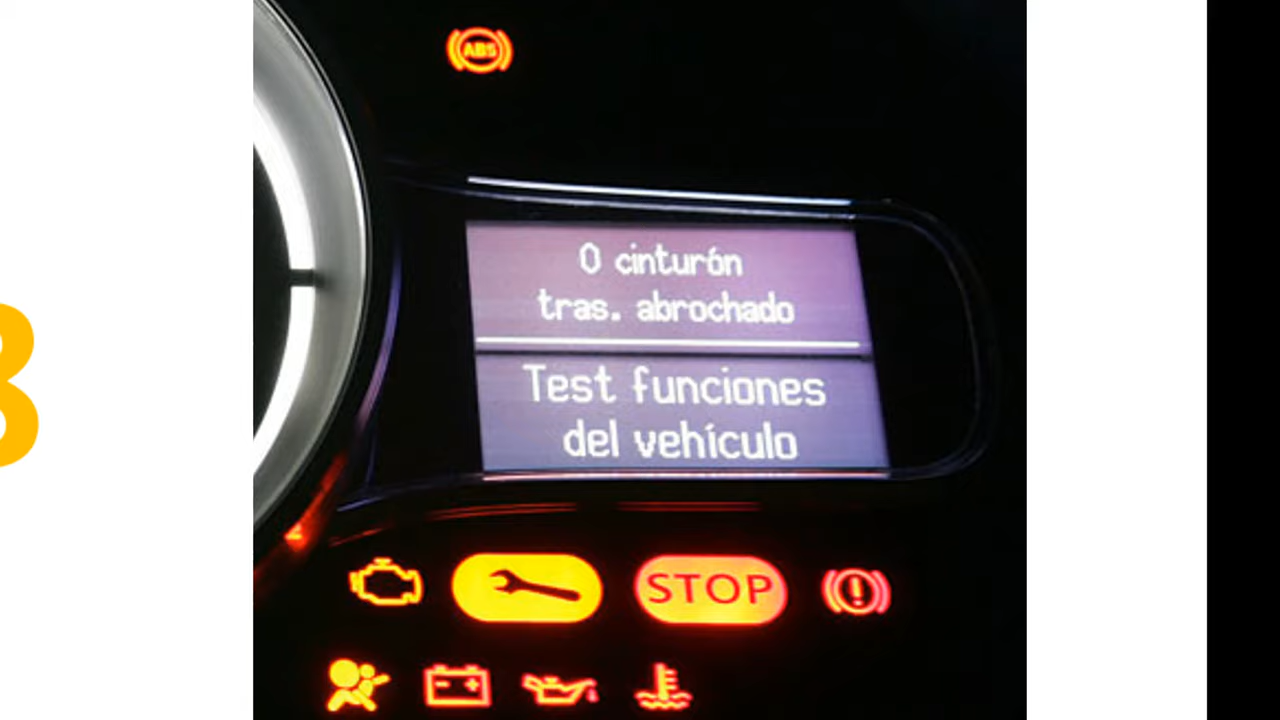 ABS
0 cinturón
tras. abrochado
Test funciones
del vehículo
STOP